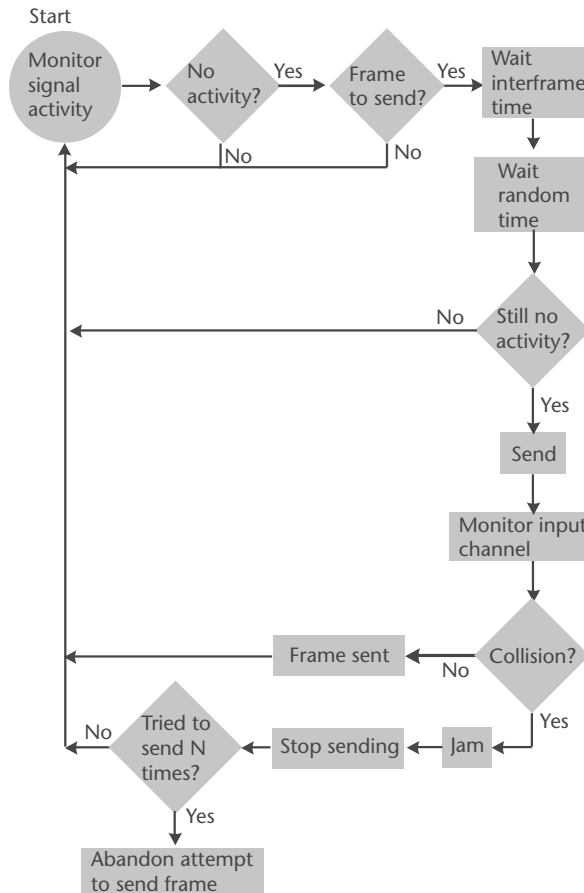 Start
Monitor
signal
activity
No
activity?
Yes
Frame
to send?
Yes
Wait
interframe
time
No
No
Wait
random
time
No
Still no
activity?
Yes
Send
Monitor input
channel
Frame sent
No
Collision?
Yes
No
Tried to
send N
times?
Stop sending
Jam
Yes
Abandon attempt
to send frame